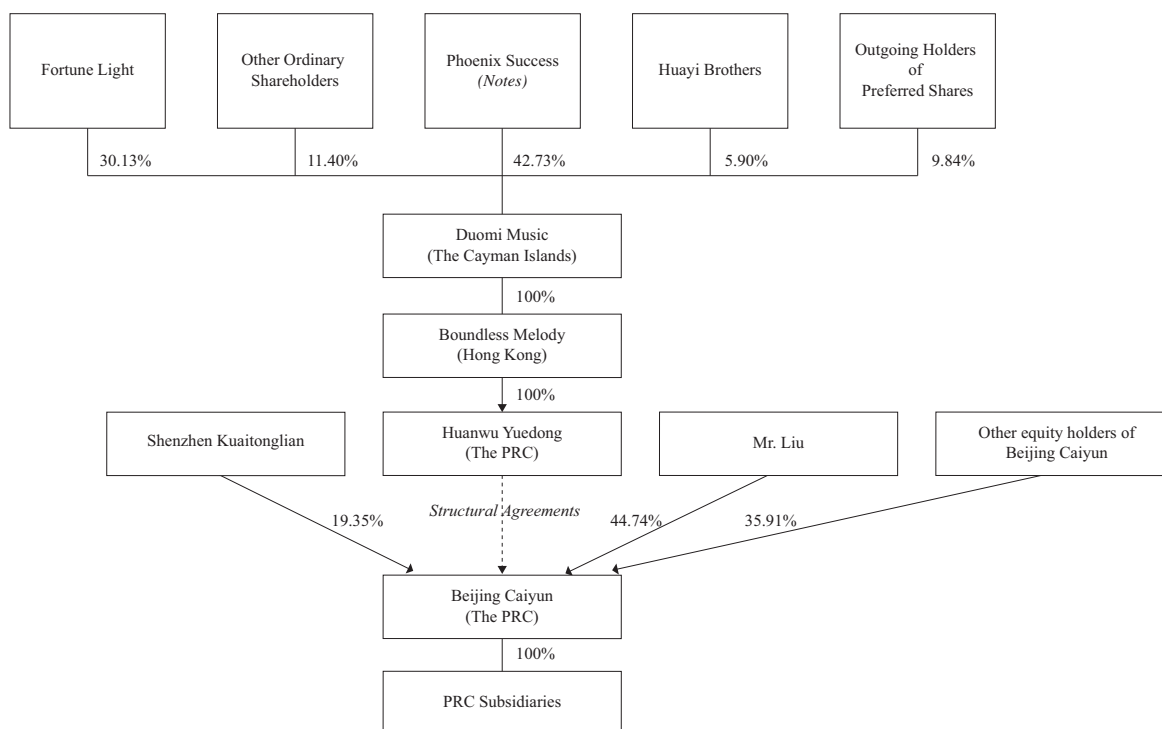 Fortune Light
Other Ordinary
Shareholders
Phoenix Success
(Notes)
Huayi Brothers
Outgoing Holders
of
Preferred Shares
30.13%
11.40%
42.73%
5.90%
9.84%
Duomi Music
(The Cayman Islands)
100%
Boundless Melody
(Hong Kong)
100%
Shenzhen Kuaitonglian
Huanwu Yuedong
(The PRC)
Mr. Liu
Other equity holders of
Beijing Caiyun
Structural Agreements
19.35%
44.74%
35.91%
Beijing Caiyun
(The PRC)
100%
PRC Subsidiaries